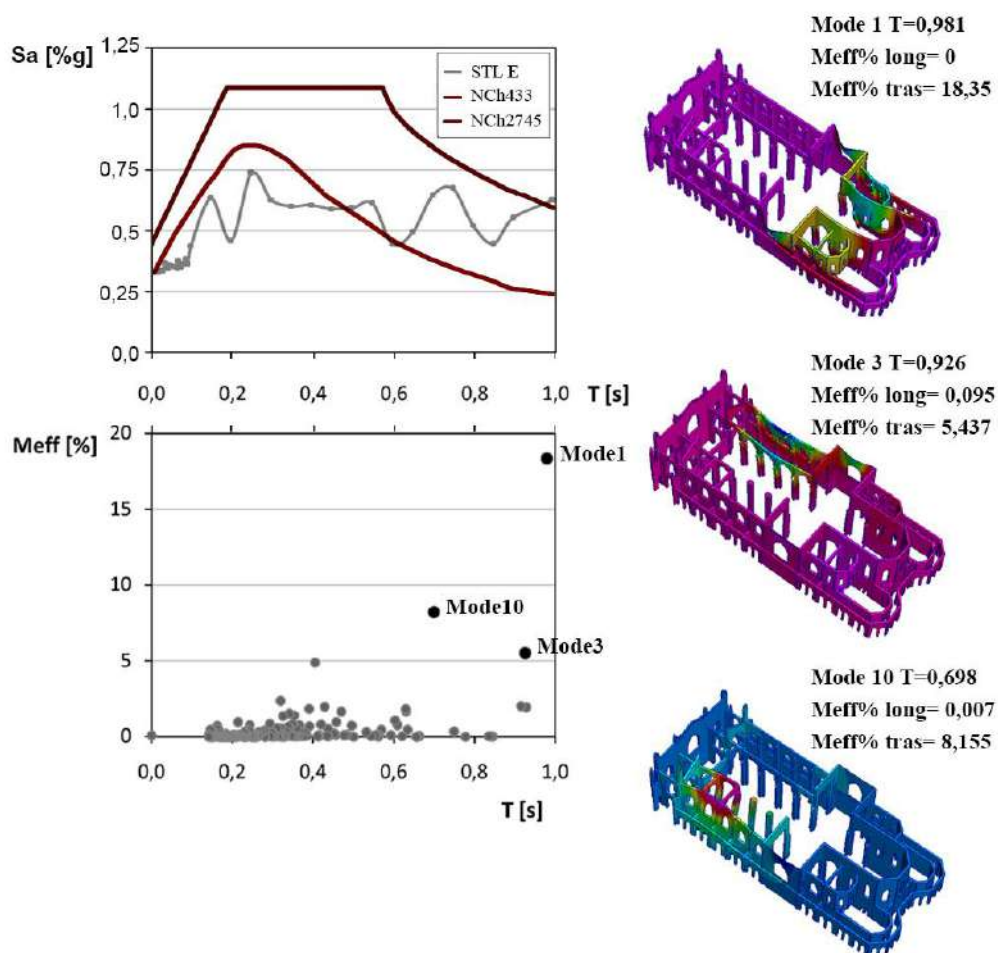 Sa [%g]
1,25
1,0
0,75
0,5
0,25
0,0
STL E
NCh433
NCh2745
0,0
0,2
0,4
0,6
0,8
1,0
T [s]
Meff [%]
20
15
10
5
0
Mode1
Mode10
Mode3
0,0
0,2
0,4
0,6
0,8
1,0
T [s]
Mode 1 T=0,981
Meff% long= 0
Meff% tras= 18,35
Mode 3 T=0,926
Meff% long= 0,095
Meff% tras= 5,437
Mode 10 T=0,698
Meff% long= 0,007
Meff% tras= 8,155